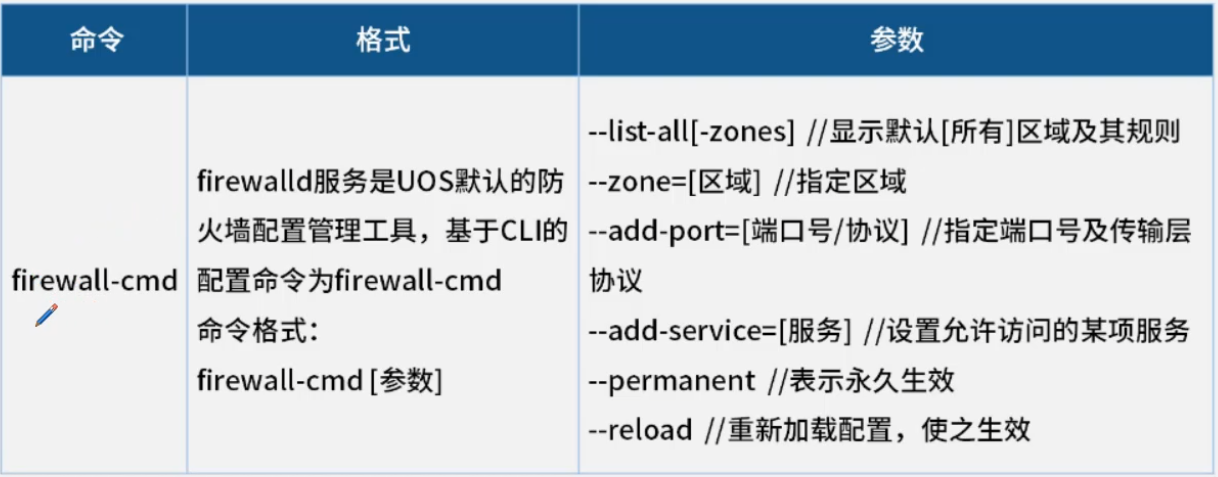 命令
格式
参数
firewall-cmd
firewalld服务是UOS默认的防
火墙配置管理工具，基于CLI的
配置命令为firewall-cmd
命令格式：
firewall-cmd [参数]
--list-all[-zones] //显示默认[所有]区域及其规则
--zone=[区域] //指定区域
--add-port=[端口号/协议] //指定端口号及传输层
协议
--add-service=[服务] //设置允许访问的某项服务
--permanent //表示永久生效
--reload //重新加载配置，使之生效